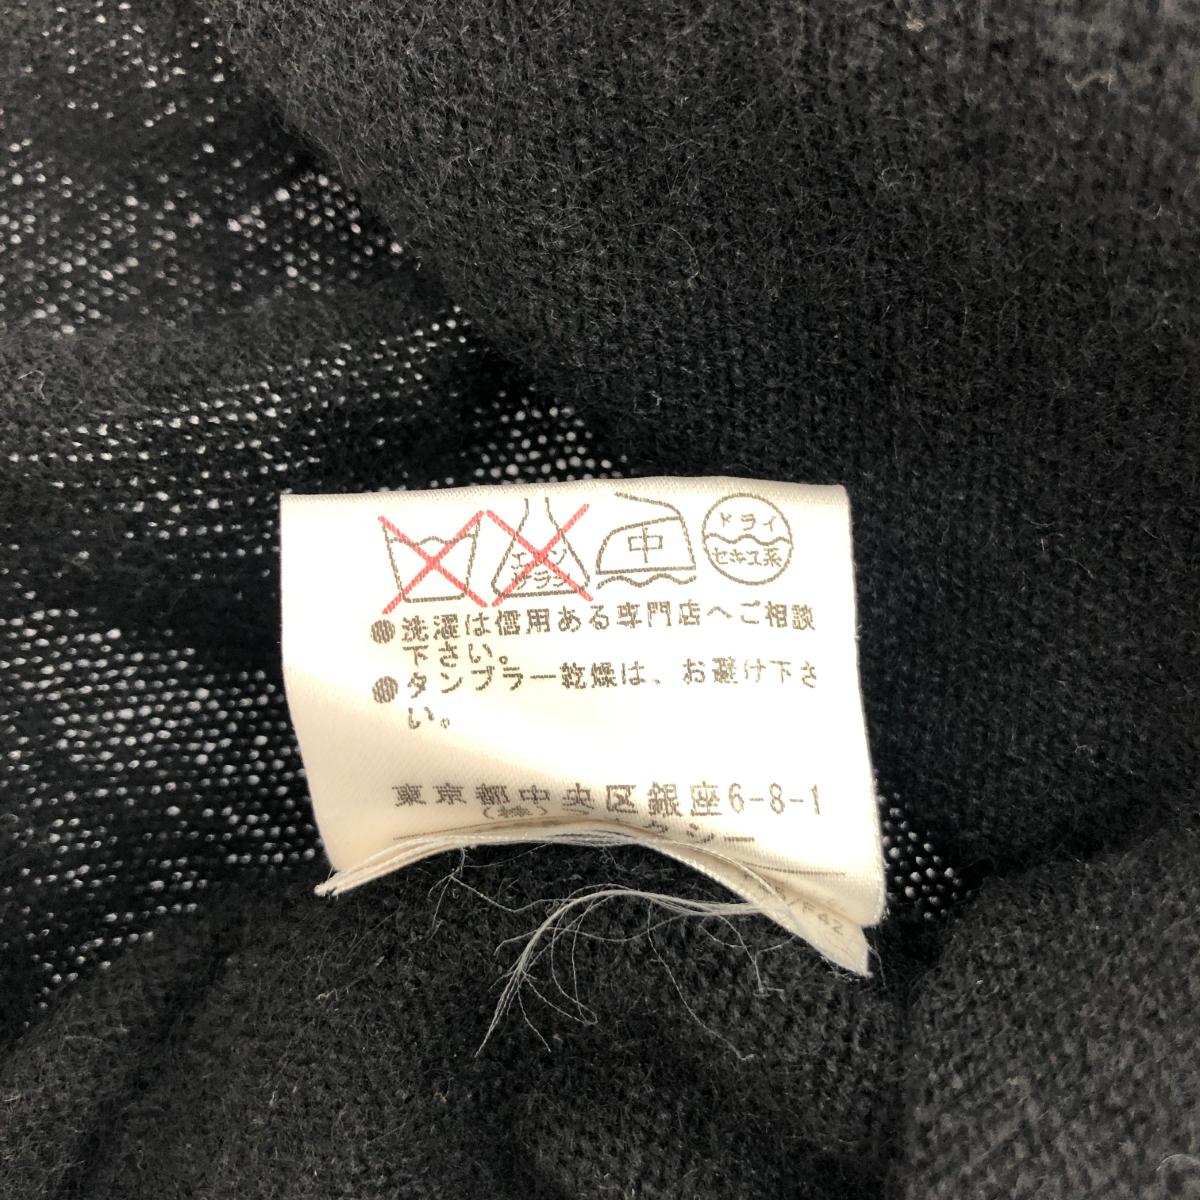 エンソ
サラシ
中
ドライ
セキユ系
洗濯は信用ある専門店へご相談
下さい。
タンブラー乾燥は、お避け下さ
い。
東京都中央区銀座6-8-1
(株)
/F42